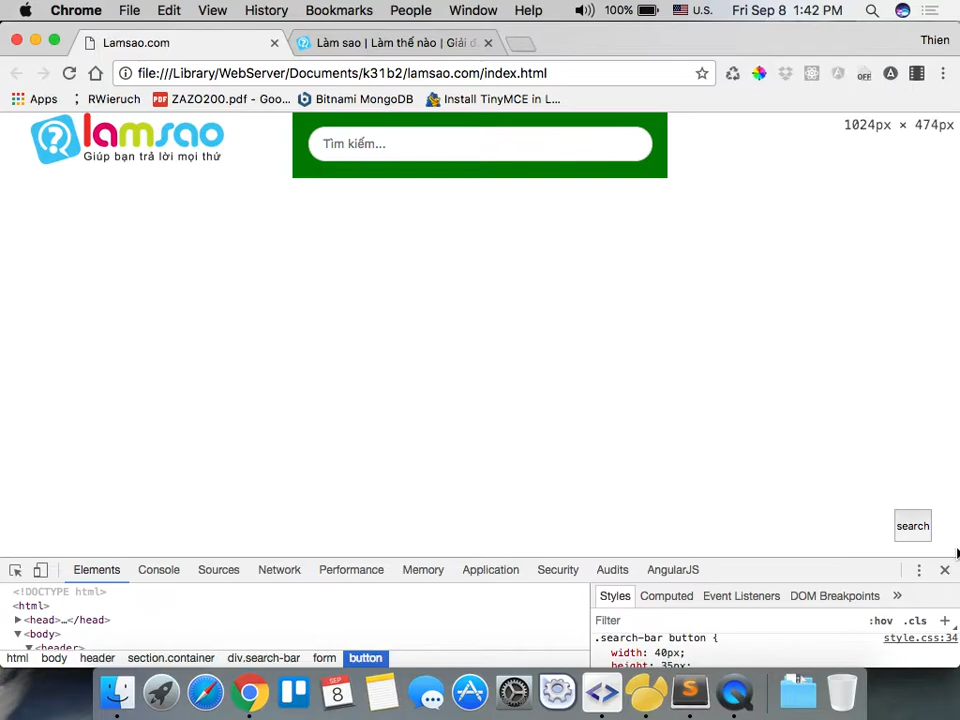 Chrome File Edit View History Bookmarks People Window Help 100% U.S. Fri Sep 8 1:42 PM
Lamsao.com Làm sao | Làm thế nào | Giải đ Thien
file:///Library/WebServer/Documents/k31b2/lamsao.com/index.html
Apps RWieruch ZAZO200.pdf - Goo... Bitnami MongoDB Install TinyMCE in L...
lamsao
Giúp bạn trả lời mọi thứ
Tìm kiếm...
1024px × 474px
search
Elements Console Sources Network Performance Memory Application Security Audits AngularJS
<!DOCTYPE html>
<html>
<head>…</head>
<body>
<header>
html body header section.container div.search-bar form button
Styles Computed Event Listeners DOM Breakpoints »
Filter :hov .cls +
.search-bar button { style.css:34
width: 40px;
height: 35px;
SEP
8